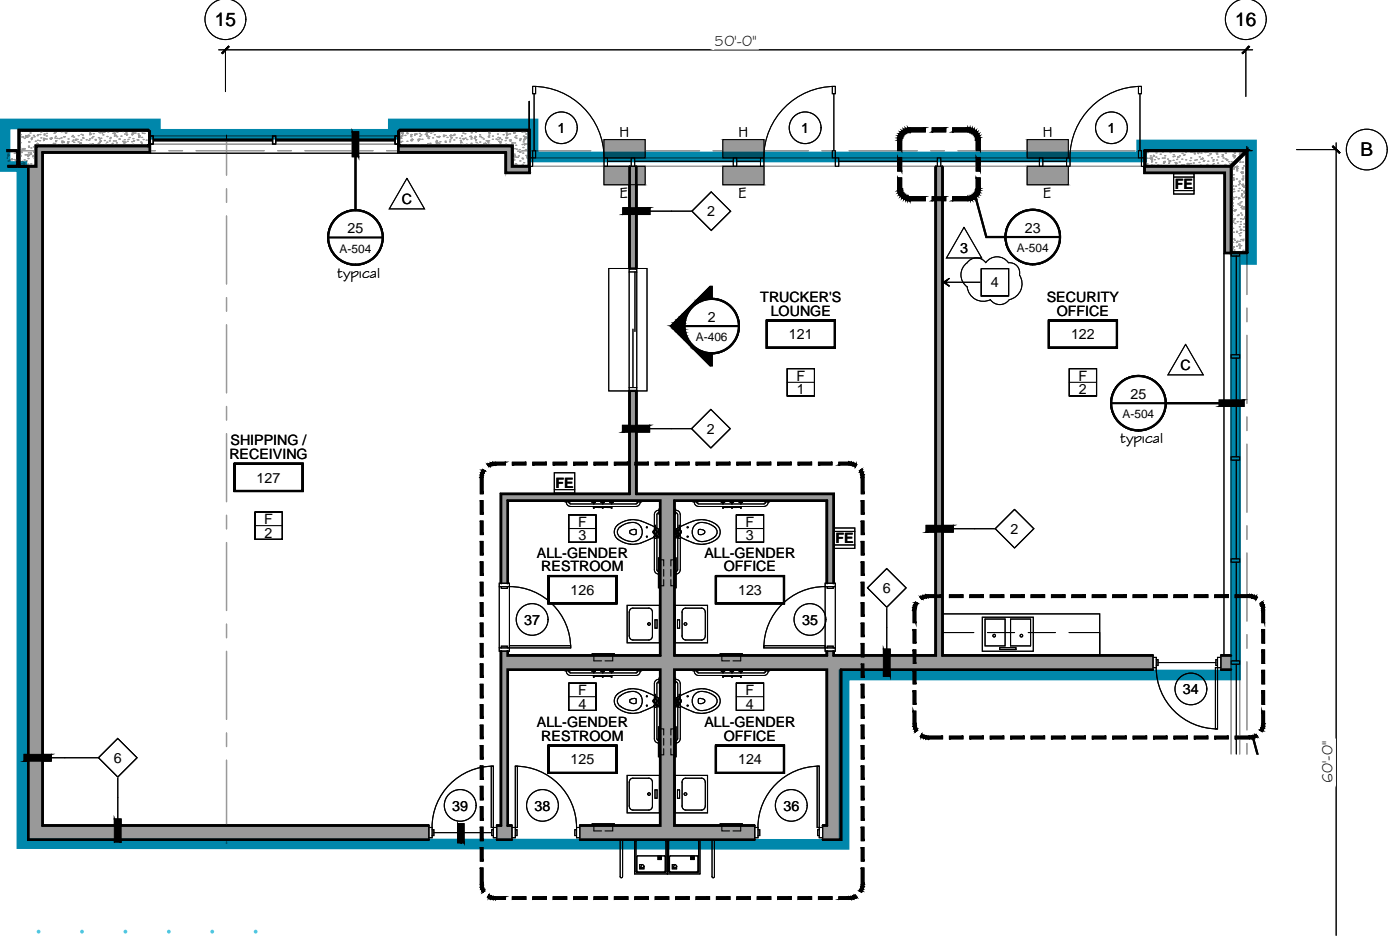 15
16
50'-0"
1
1
1
H
H
H
B
E
E
E
FE
2
C
25
A-504
typical
23
A-504
3
4
TRUCKER'S
LOUNGE
121
SECURITY
OFFICE
122
2
A-406
F
1
F
2
C
25
A-504
typical
2
SHIPPING /
RECEIVING
127
F
2
FE
F
3
F
3
FE
2
ALL-GENDER
RESTROOM
126
ALL-GENDER
OFFICE
123
6
37
35
F
4
F
4
34
ALL-GENDER
RESTROOM
125
ALL-GENDER
OFFICE
124
6
60'-0"
39
38
36